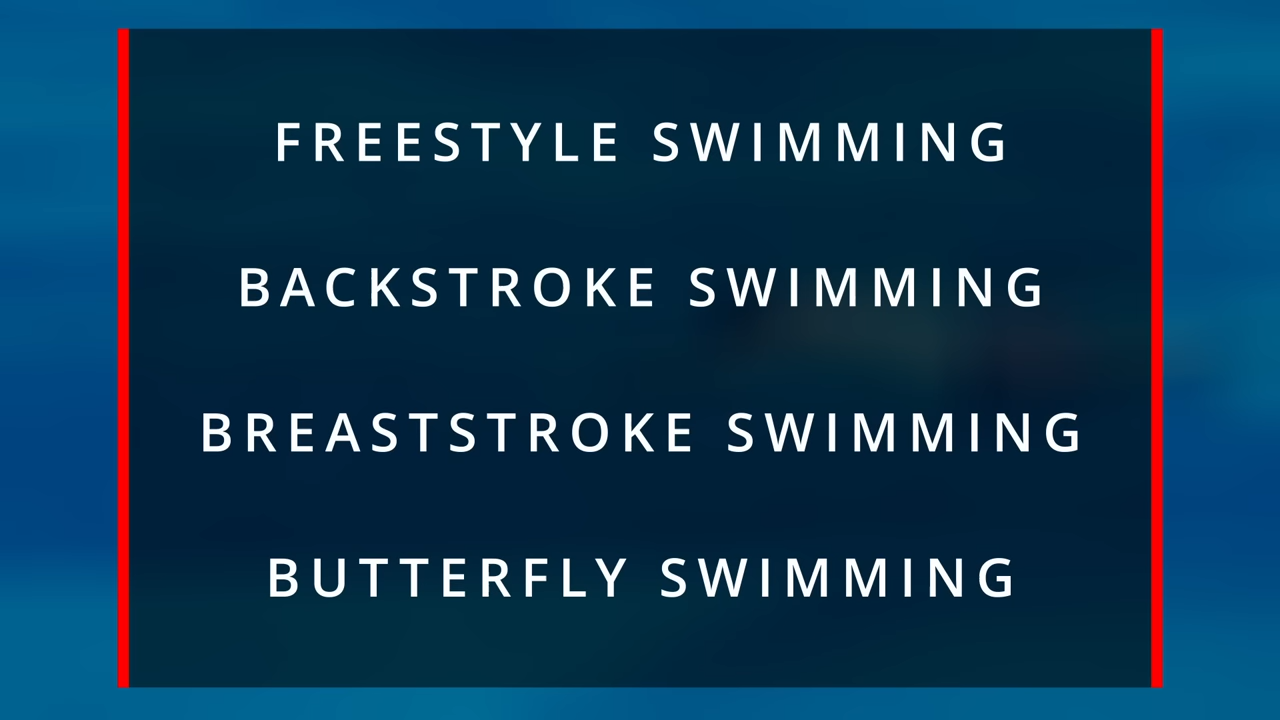 FREESTYLE SWIMMING
BACKSTROKE SWIMMING
BREASTSTROKE SWIMMING
BUTTERFLY SWIMMING